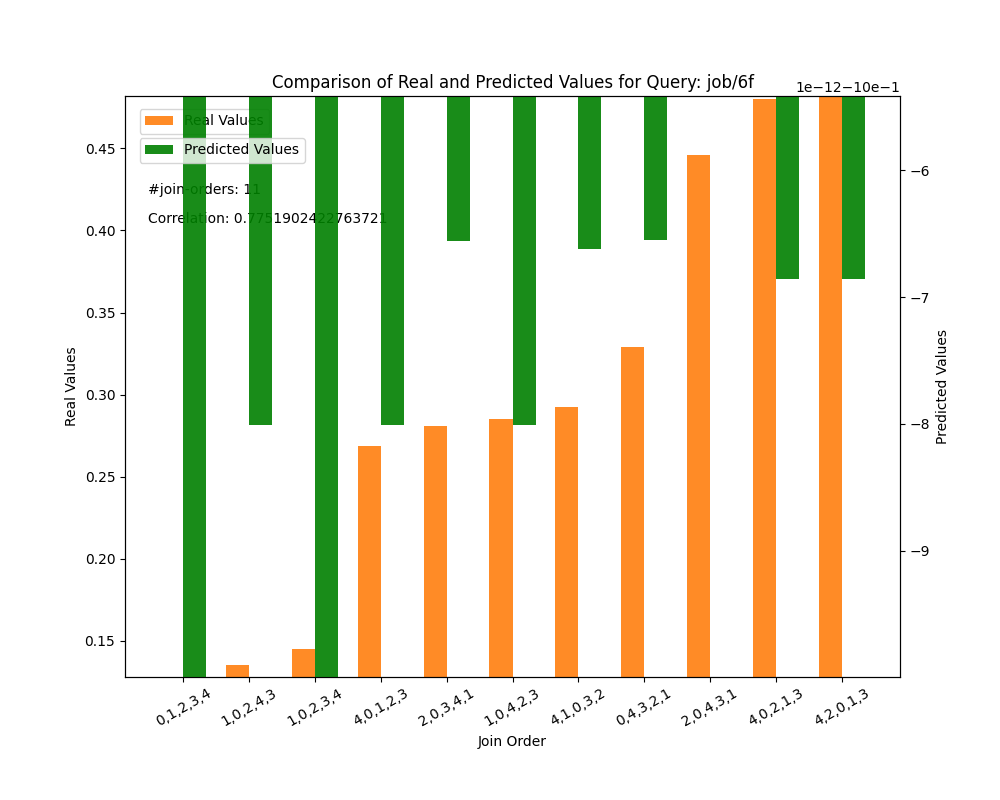 Comparison of Real and Predicted Values for Query: job/6f
1e−12−10e−1
Real Values
Predicted Values
#join-orders: 11
Correlation: 0.7751902422763721
0.45
0.40
0.35
0.30
0.25
0.20
0.15
Real Values
−6
−7
−8
−9
Predicted Values
0,1,2,3,4
1,0,2,4,3
1,0,2,3,4
4,0,1,2,3
2,0,3,4,1
1,0,4,2,3
4,1,0,3,2
0,4,3,2,1
2,0,4,3,1
4,0,2,1,3
4,2,0,1,3
Join Order